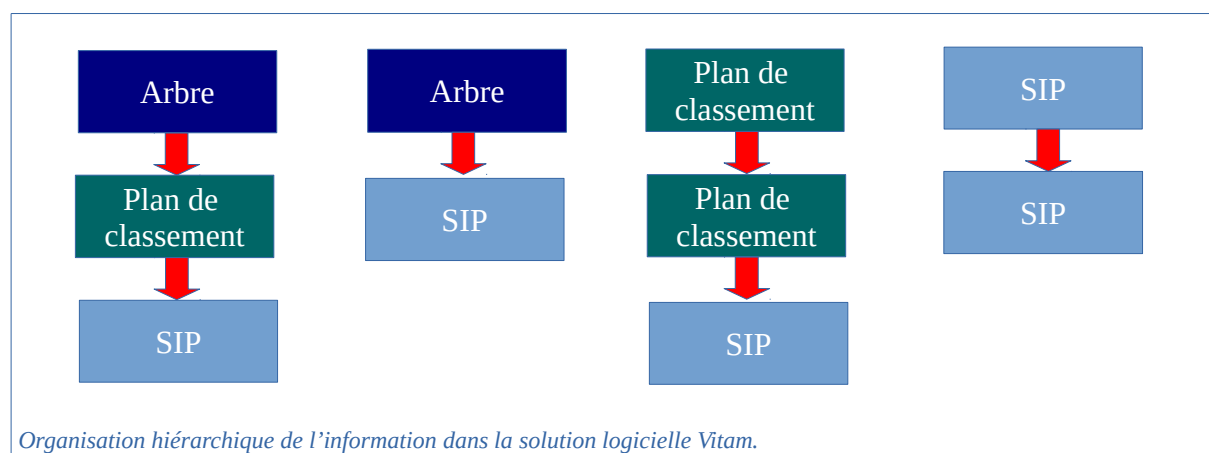 Arbre
Plan de
classement
SIP
Arbre
SIP
Plan de
classement
Plan de
classement
SIP
SIP
SIP
Organisation hiérarchique de l’information dans la solution logicielle Vitam.